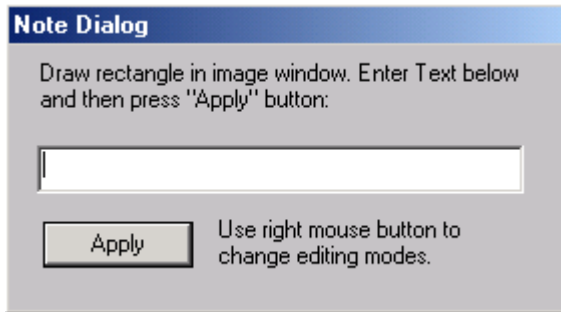 Note Dialog
Draw rectangle in image window. Enter Text below
and then press "Apply" button:
Apply
Use right mouse button to
change editing modes.